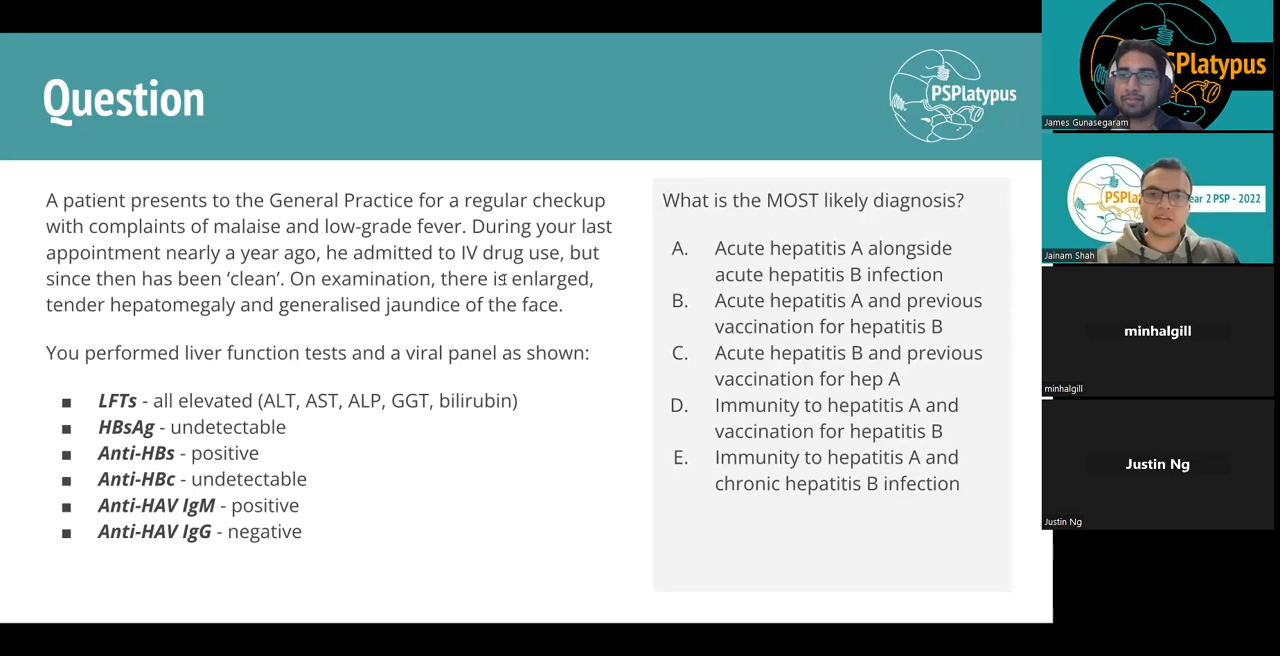 Question
PSPlatypus
A patient presents to the General Practice for a regular checkup
with complaints of malaise and low-grade fever. During your last
appointment nearly a year ago, he admitted to IV drug use, but
since then has been ‘clean’. On examination, there is enlarged,
tender hepatomegaly and generalised jaundice of the face.
You performed liver function tests and a viral panel as shown:
■ LFTs - all elevated (ALT, AST, ALP, GGT, bilirubin)
■ HBsAg - undetectable
■ Anti-HBs - positive
■ Anti-HBc - undetectable
■ Anti-HAV IgM - positive
■ Anti-HAV IgG - negative
What is the MOST likely diagnosis?
A. Acute hepatitis A alongside
acute hepatitis B infection
B. Acute hepatitis A and previous
vaccination for hepatitis B
C. Acute hepatitis B and previous
vaccination for hep A
D. Immunity to hepatitis A and
vaccination for hepatitis B
E. Immunity to hepatitis A and
chronic hepatitis B infection
SPlatypus
James Gunasegaram
PSPla
ear 2 PSP - 2022
Jainam Shah
minhalgill
minhalgill
Justin Ng
Justin Ng